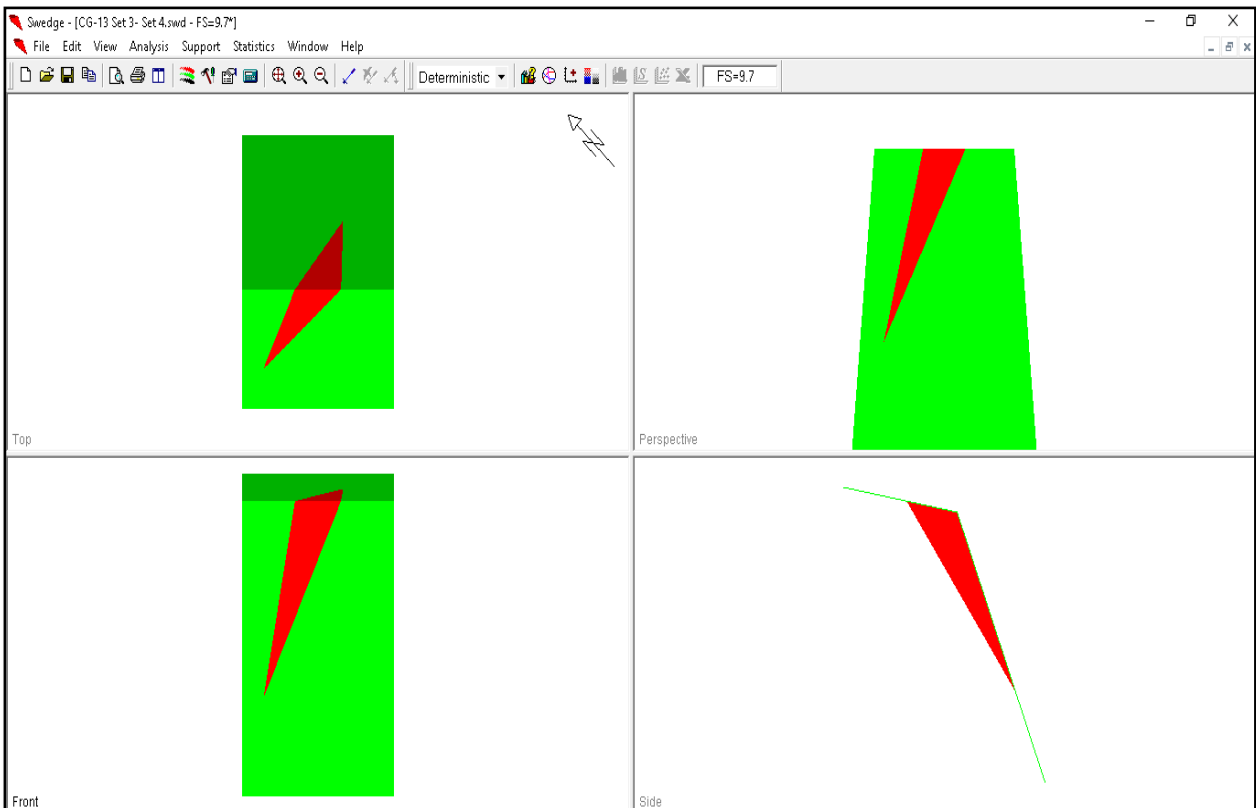 Swedge - [CG-13 Set 3- Set 4.swd - FS=9.7*]
File Edit View Analysis Support Statistics Window Help
Deterministic FS=9.7
Top
Perspective
Front
Side